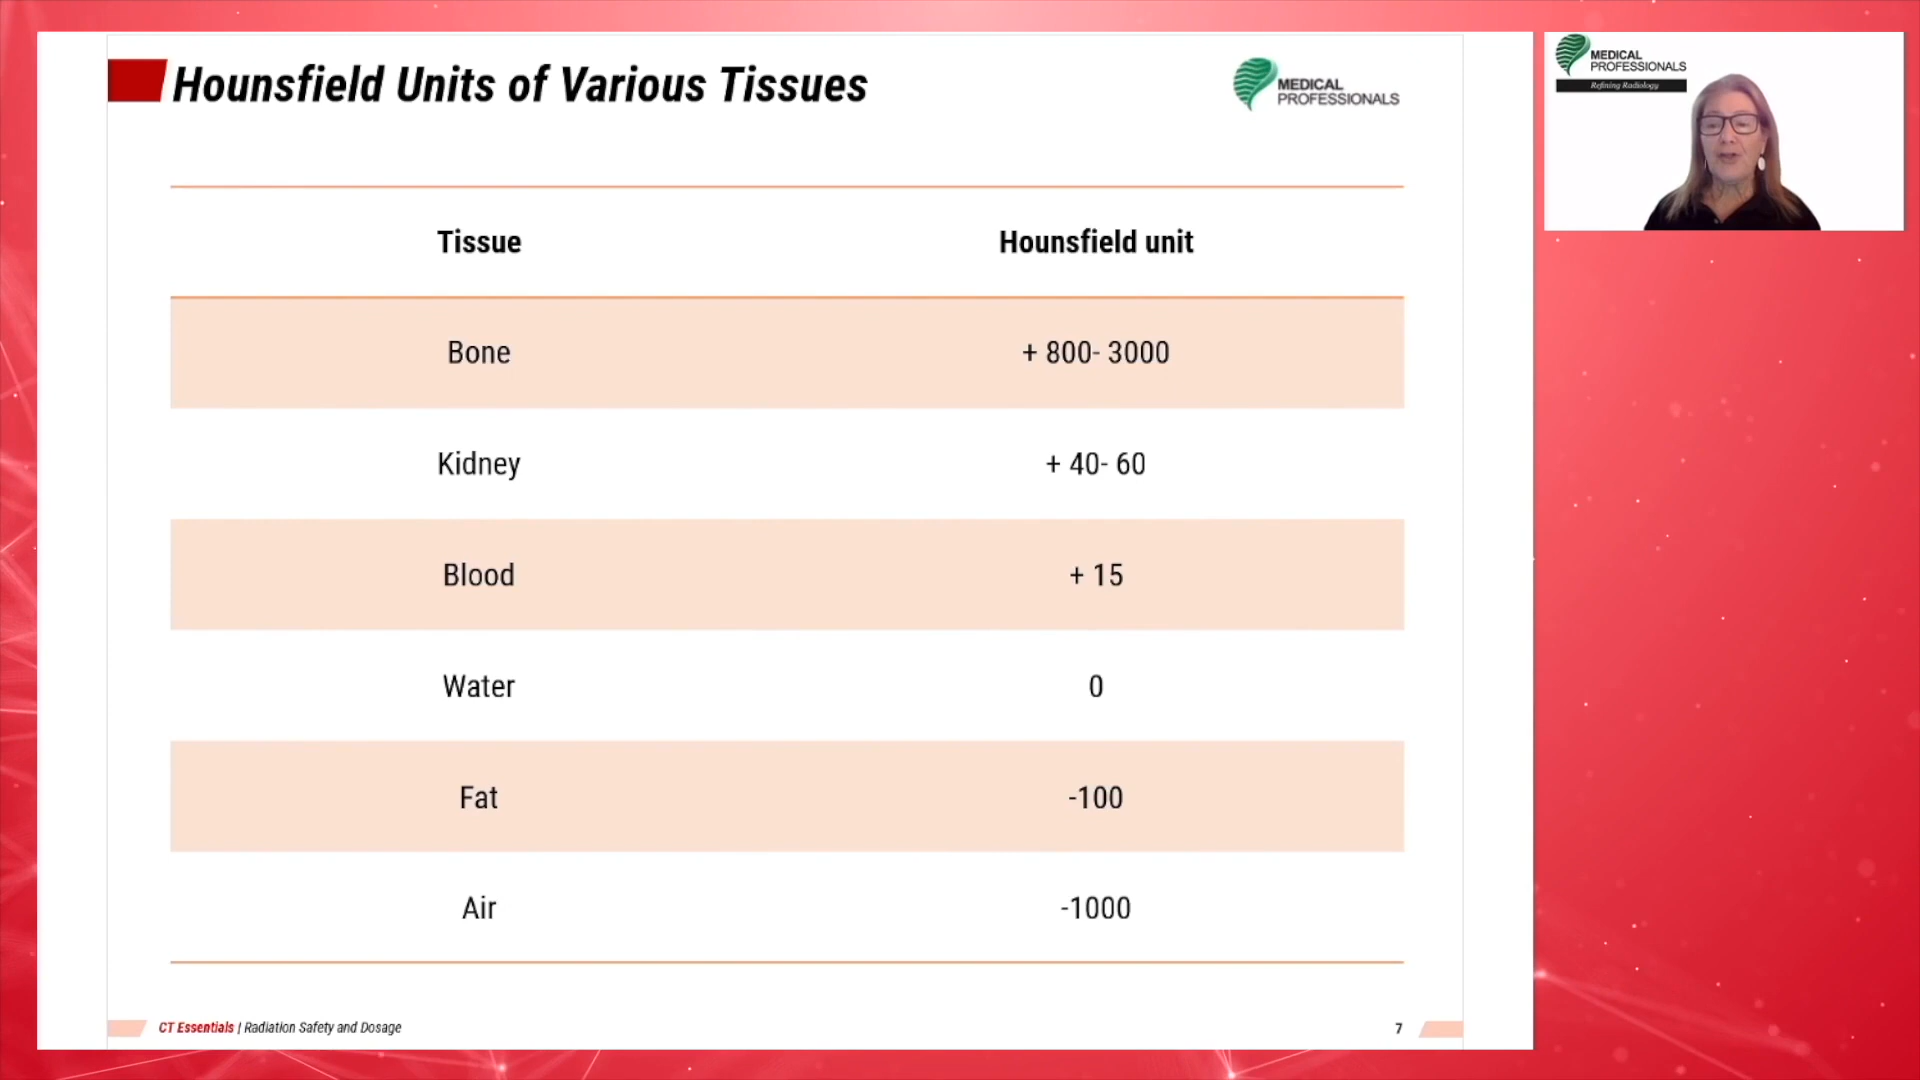 Hounsfield Units of Various Tissues
MEDICAL
PROFESSIONALS
MEDICAL
PROFESSIONALS
Refining Radiology
Tissue Hounsfield unit
Bone + 800- 3000
Kidney + 40- 60
Blood + 15
Water 0
Fat -100
Air -1000
CT Essentials | Radiation Safety and Dosage 7